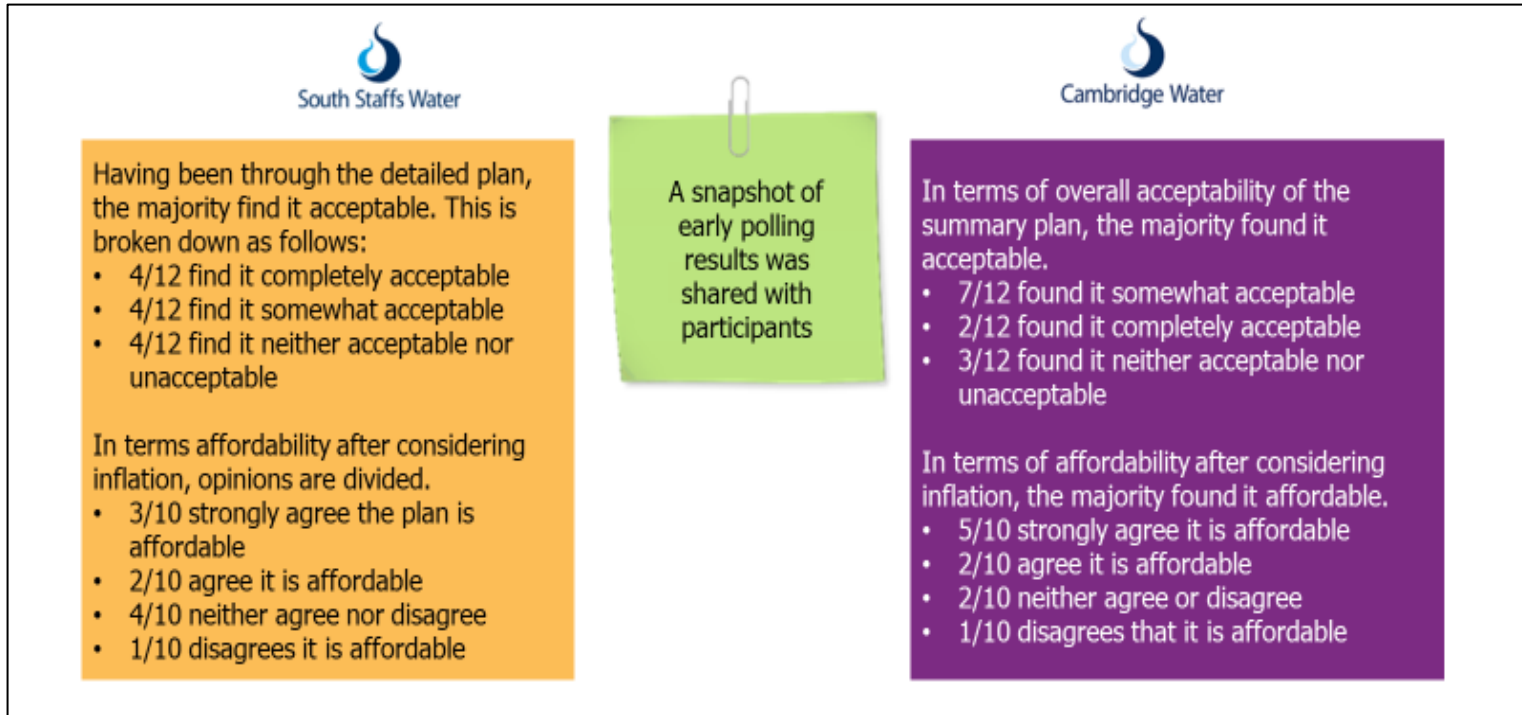 South Staffs Water
Having been through the detailed plan,
the majority find it acceptable. This is
broken down as follows:
• 4/12 find it completely acceptable
• 4/12 find it somewhat acceptable
• 4/12 find it neither acceptable nor
unacceptable
In terms affordability after considering
inflation, opinions are divided.
• 3/10 strongly agree the plan is
affordable
• 2/10 agree it is affordable
• 4/10 neither agree nor disagree
• 1/10 disagrees it is affordable
A snapshot of
early polling
results was
shared with
participants
Cambridge Water
In terms of overall acceptability of the
summary plan, the majority found it
acceptable.
• 7/12 found it somewhat acceptable
• 2/12 found it completely acceptable
• 3/12 found it neither acceptable nor
unacceptable
In terms of affordability after considering
inflation, the majority found it affordable.
• 5/10 strongly agree it is affordable
• 2/10 agree it is affordable
• 2/10 neither agree or disagree
• 1/10 disagrees that it is affordable